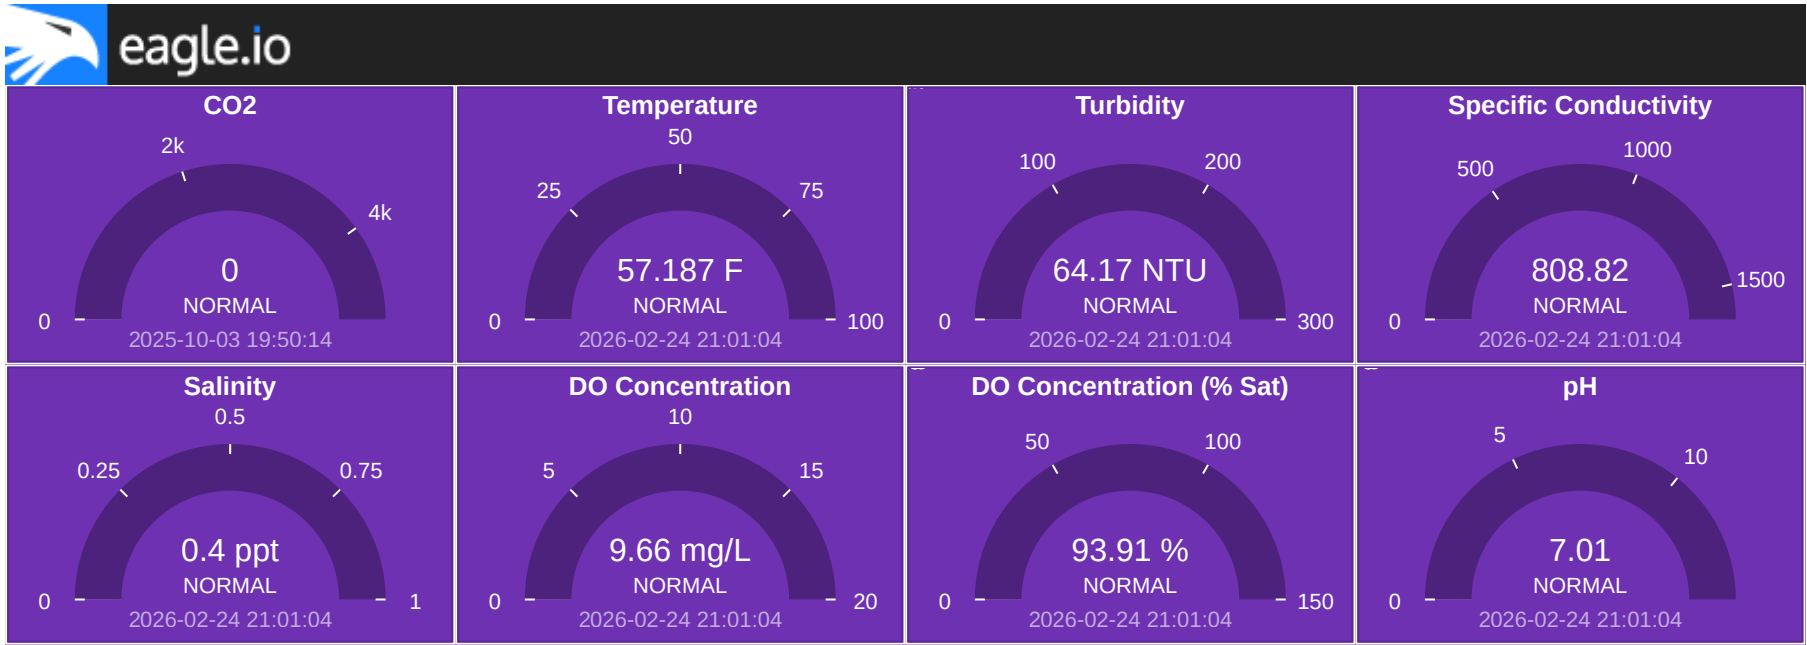 eagle.io
CO2
2k
4k
0
0
NORMAL
2025-10-03 19:50:14
Temperature
50
25
75
57.187 F
NORMAL
0
100
2026-02-24 21:01:04
Turbidity
100
200
64.17 NTU
NORMAL
0
300
2026-02-24 21:01:04
Specific Conductivity
1000
500
808.82
1500
NORMAL
0
2026-02-24 21:01:04
Salinity
0.5
0.25
0.75
0.4 ppt
NORMAL
0
1
2026-02-24 21:01:04
DO Concentration
10
5
15
9.66 mg/L
NORMAL
0
20
2026-02-24 21:01:04
DO Concentration (% Sat)
50
100
93.91 %
NORMAL
0
150
2026-02-24 21:01:04
pH
5
10
7.01
NORMAL
0
2026-02-24 21:01:04